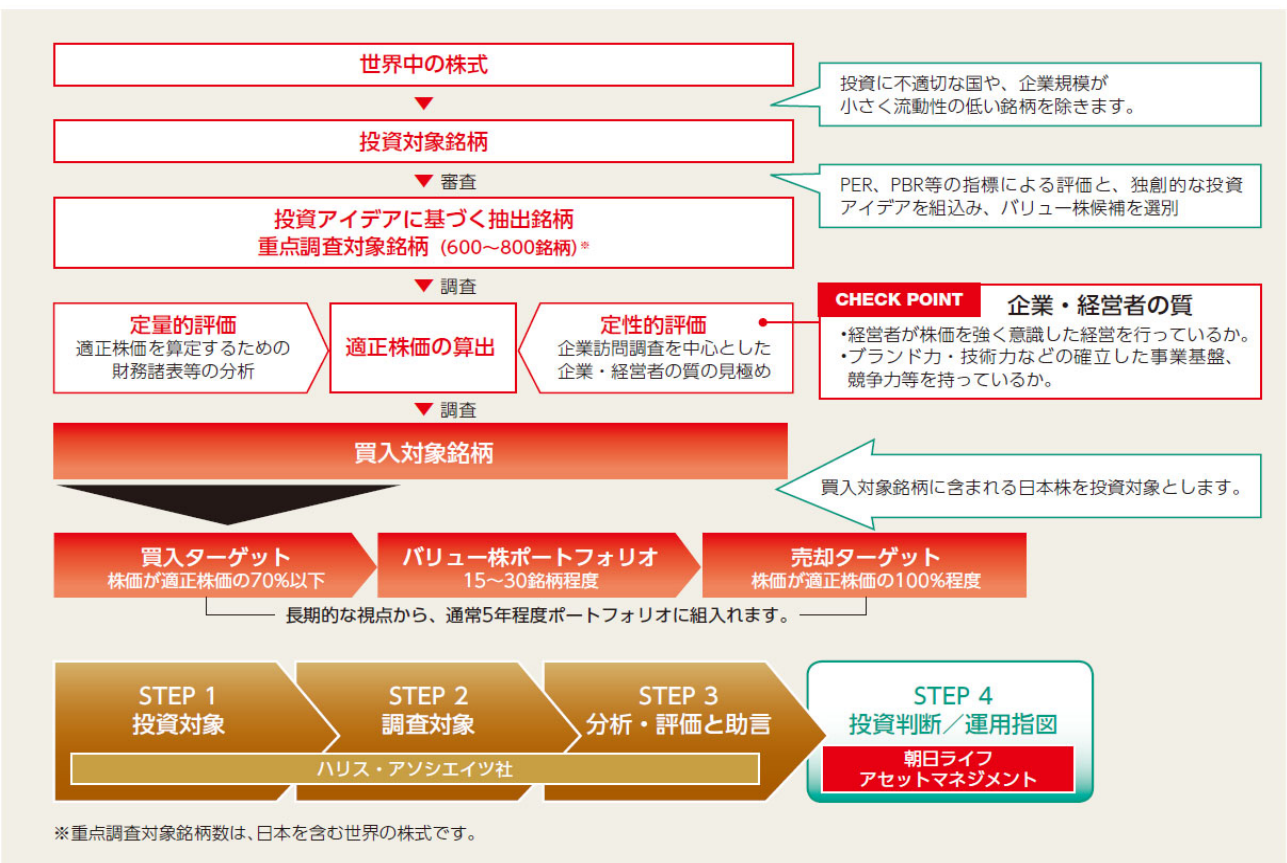 世界中の株式
投資に不適切な国や、企業規模が
小さく流動性の低い銘柄を除きます。
投資対象銘柄
審査
PER、PBR等の指標による評価と、独創的な投資
アイデアを組込み、バリュー株候補を選別
投資アイデアに基づく抽出銘柄
重点調査対象銘柄（600〜800銘柄）※
調査
定量的評価
適正株価を算定するための
財務諸表等の分析
適正株価の算出
定性的評価
企業訪問調査を中心とした
企業・経営者の質の見極め
CHECK POINT 企業・経営者の質
・経営者が株価を強く意識した経営を行っているか。
・ブランド力・技術力などの確立した事業基盤、
競争力等を持っているか。
調査
買入対象銘柄
買入対象銘柄に含まれる日本株を投資対象とします。
買入ターゲット
株価が適正株価の70%以下
バリュー株ポートフォリオ
15〜30銘柄程度
売却ターゲット
株価が適正株価の100%程度
長期的な視点から、通常5年程度ポートフォリオに組入れます。
STEP 1
投資対象
STEP 2
調査対象
STEP 3
分析・評価と助言
ハリス・アソシエイツ社
STEP 4
投資判断／運用指図
朝日ライフ
アセットマネジメント
※重点調査対象銘柄数は、日本を含む世界の株式です。